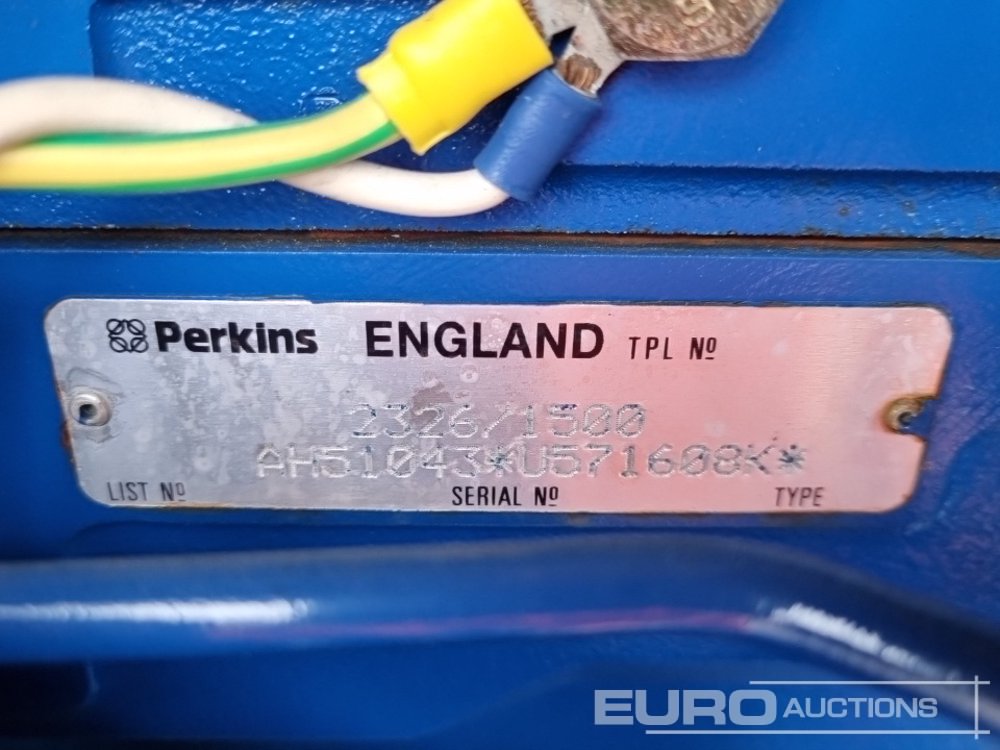 Perkins ENGLAND TPL Nº
2326/1500
AH51043*U571608K*
LIST Nº SERIAL Nº TYPE
EURO AUCTIONS